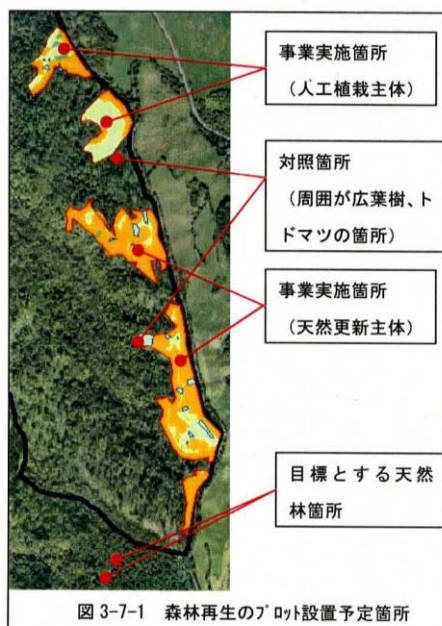 事業実施箇所
（人工植栽主体）
対照箇所
（周囲が広葉樹、ト
ドマツの箇所）
事業実施箇所
（天然更新主体）
目標とする天然
林箇所
図 3-7-1　森林再生のﾌﾟﾛｯﾄ設置予定箇所